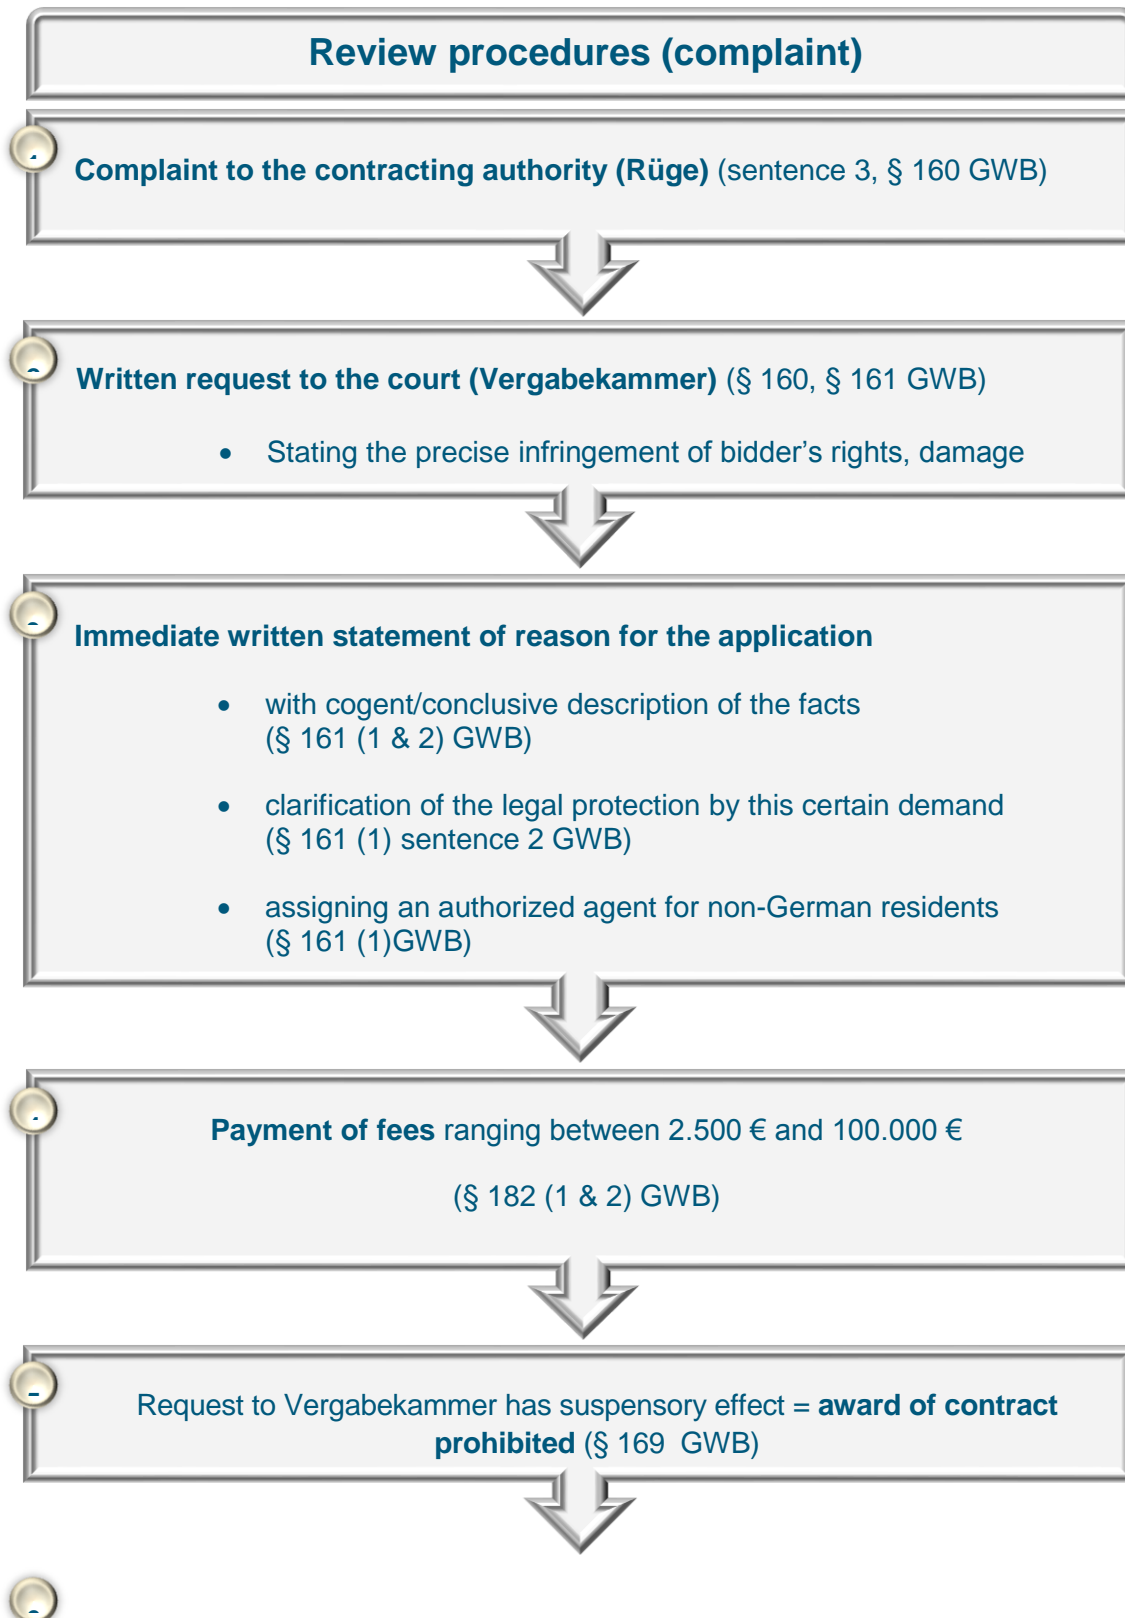 Review procedures (complaint)
Complaint to the contracting authority (Rüge) (sentence 3, § 160 GWB)
Written request to the court (Vergabekammer) (§ 160, § 161 GWB)
• Stating the precise infringement of bidder's rights, damage
Immediate written statement of reason for the application
• with cogent/conclusive description of the facts
(§ 161 (1 & 2) GWB)
• clarification of the legal protection by this certain demand
(§ 161 (1) sentence 2 GWB)
• assigning an authorized agent for non-German residents
(§ 161 (1)GWB)
Payment of fees ranging between 2.500 € and 100.000 €
(§ 182 (1 & 2) GWB)
Request to Vergabekammer has suspensory effect = award of contract
prohibited (§ 169 GWB)